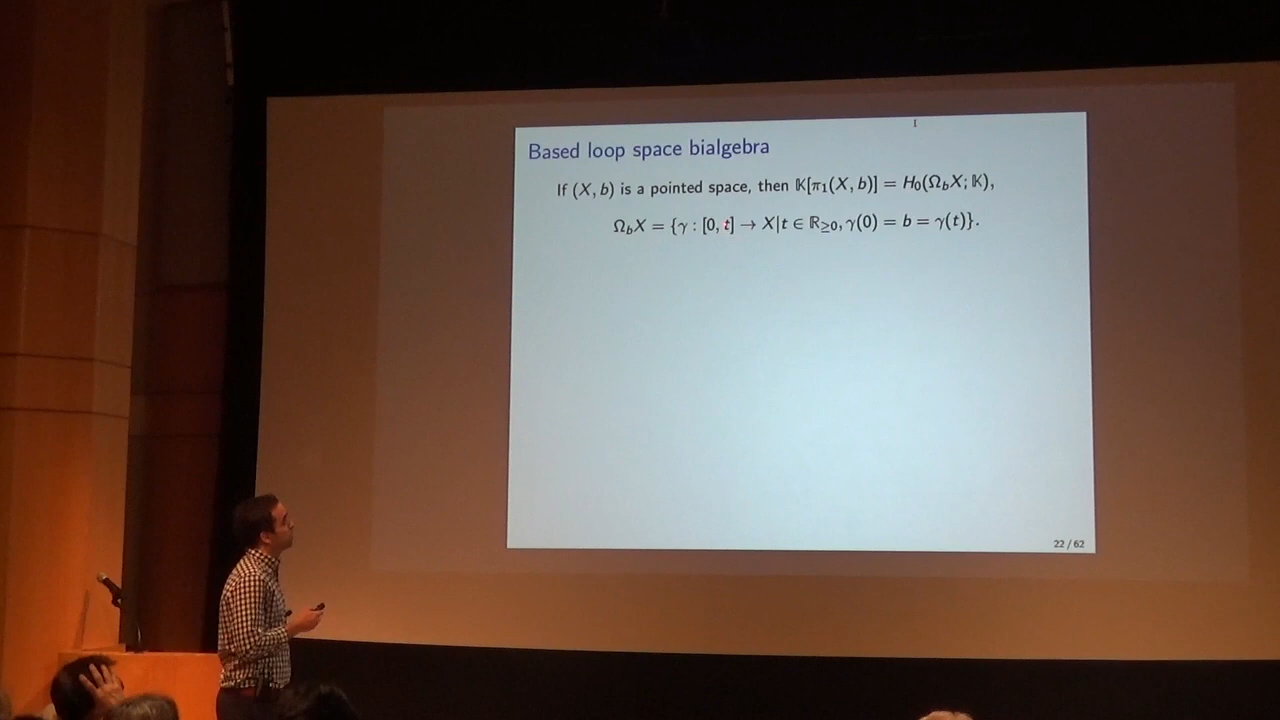 Based loop space bialgebra
If (X, b) is a pointed space, then 𝕂[π₁(X, b)] = H₀(Ω_bX; 𝕂),
Ω_bX = {γ : [0, t] → X|t ∈ ℝ≥₀, γ(0) = b = γ(t)}.
22 / 62